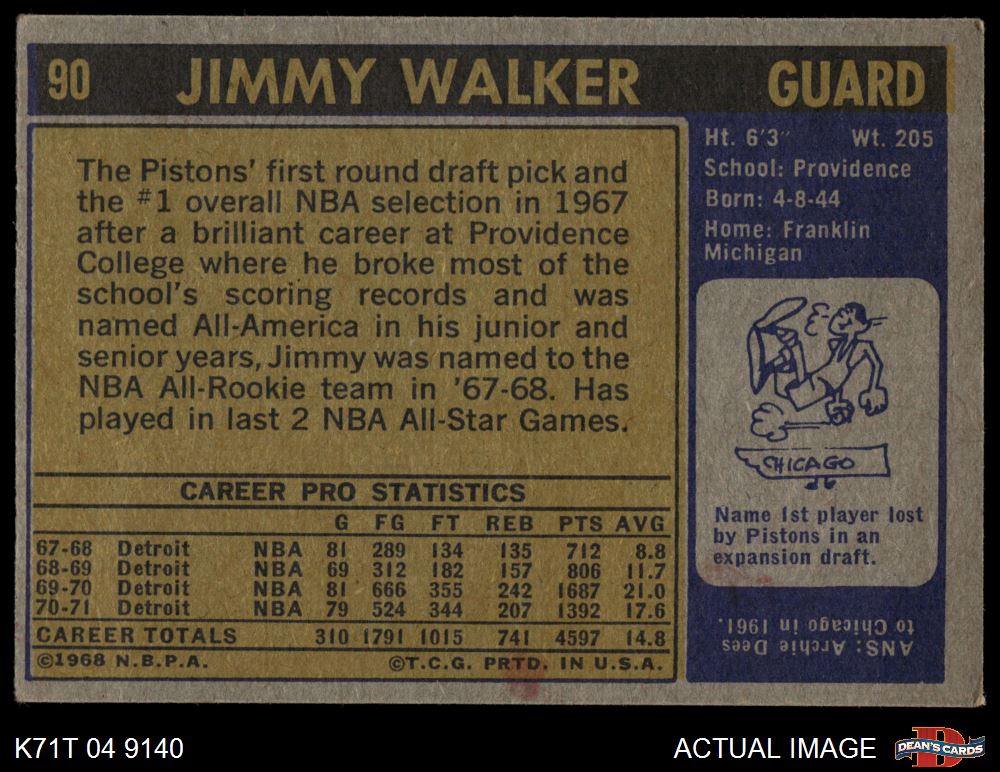 90 JIMMY WALKER GUARD
The Pistons' first round draft pick and
the #1 overall NBA selection in 1967
after a brilliant career at Providence
College where he broke most of the
school's scoring records and was
named All-America in his junior and
senior years, Jimmy was named to the
NBA All-Rookie team in '67-68. Has
played in last 2 NBA All-Star Games.
CAREER PRO STATISTICS
G FG FT REB PTS AVG
67-68 Detroit NBA 81 289 134 135 712 8.8
68-69 Detroit NBA 69 312 182 157 806 11.7
69-70 Detroit NBA 81 666 355 242 1687 21.0
70-71 Detroit NBA 79 524 344 207 1392 17.6
CAREER TOTALS 310 1791 1015 741 4597 14.8
©1968 N.B.P.A. ©T.C.G. PRTD. IN U.S.A.
Ht. 6'3" Wt. 205
School: Providence
Born: 4-8-44
Home: Franklin
Michigan
CHICAGO
Name 1st player lost
by Pistons in an
expansion draft.
ANS: Archie Dees
to Chicago in 1961.
K71T 04 9140 ACTUAL IMAGE D DEAN'S CARDS